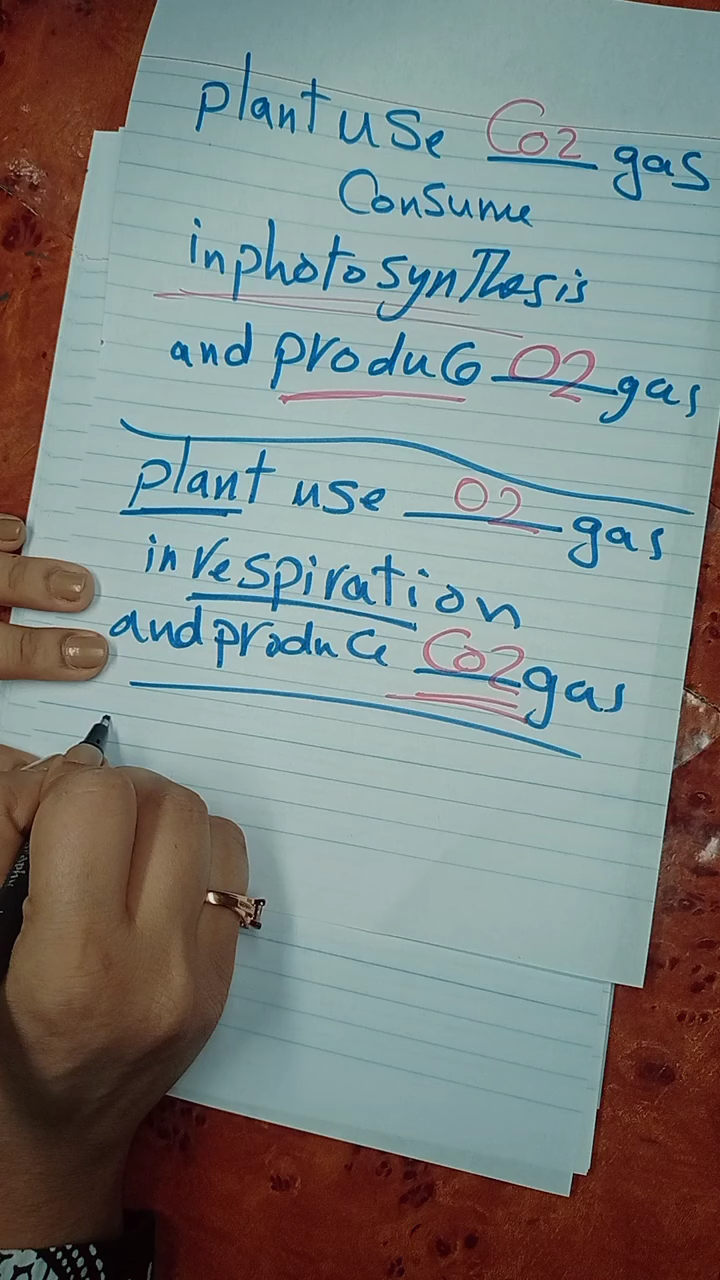 plant use Co2 gas
Consume
in photosynthesis
and produce O2 gas
plant use O2 gas
in respiration
and produce Co2 gas